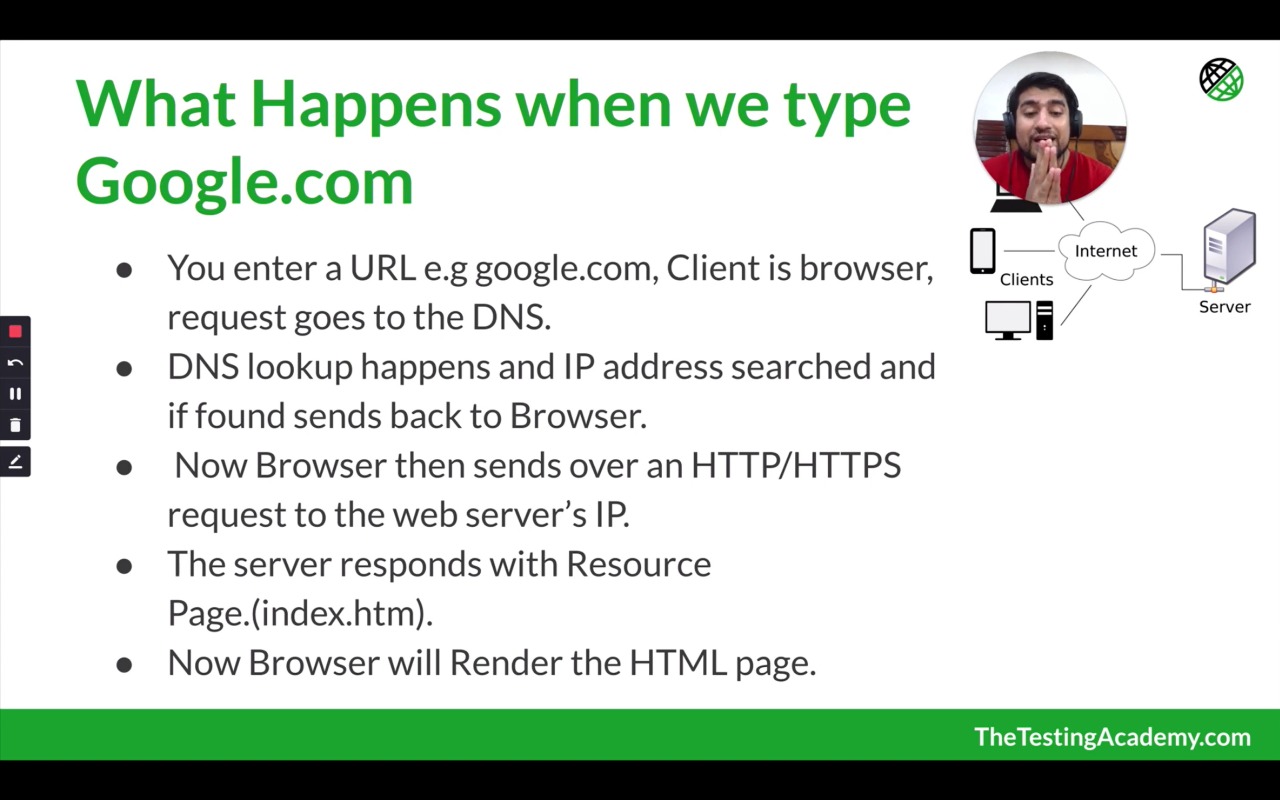 What Happens when we type
Google.com
● You enter a URL e.g google.com, Client is browser,
request goes to the DNS.
● DNS lookup happens and IP address searched and
if found sends back to Browser.
● Now Browser then sends over an HTTP/HTTPS
request to the web server’s IP.
● The server responds with Resource
Page.(index.htm).
● Now Browser will Render the HTML page.
Internet
Clients
Server
TheTestingAcademy.com